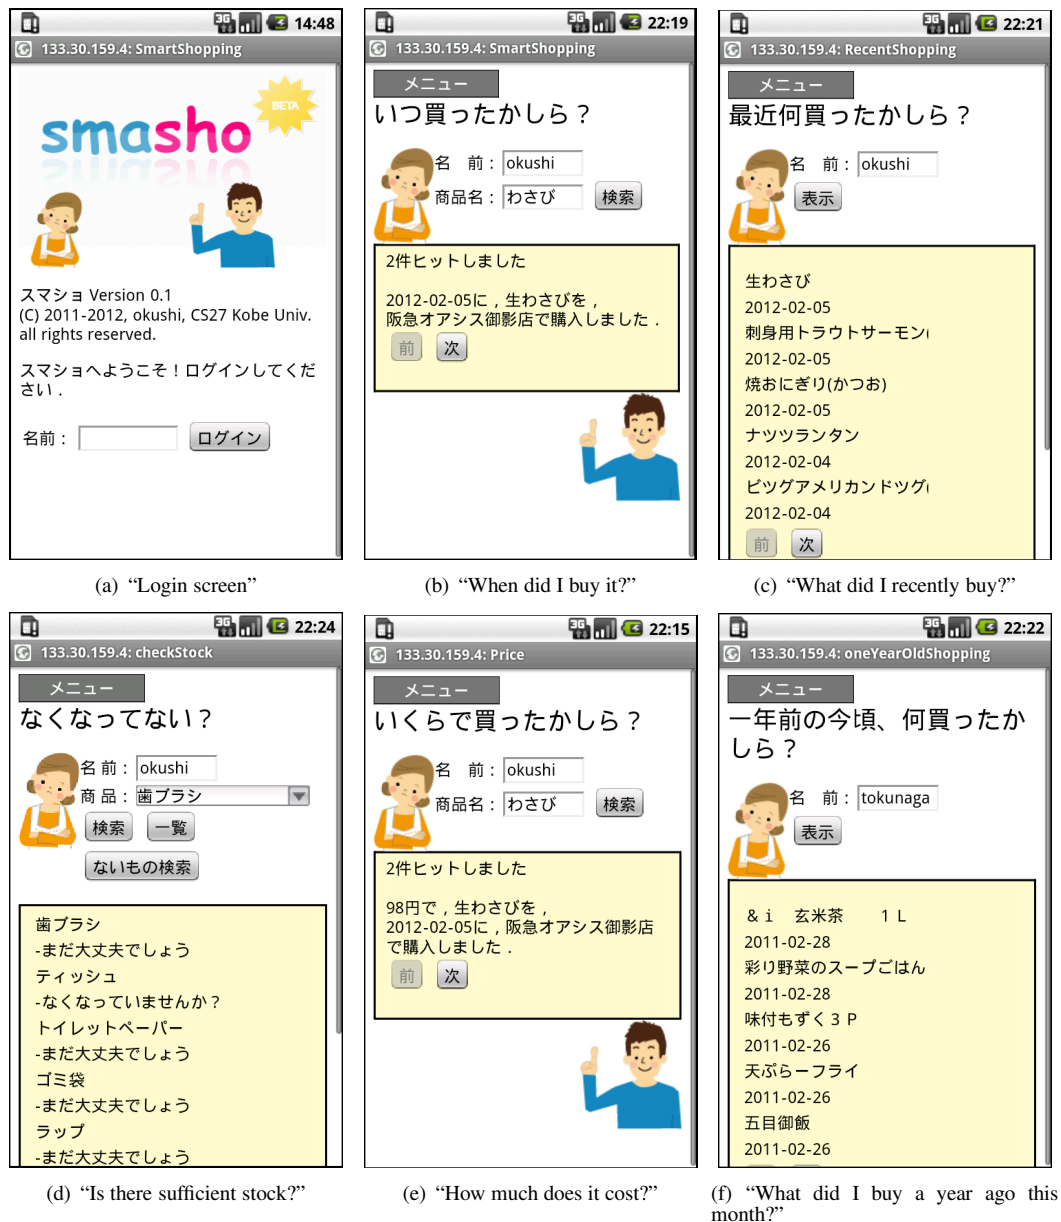 14:48
133.30.159.4: SmartShopping
BETA
smasho
スマショ Version 0.1
(C) 2011-2012, okushi, CS27 Kobe Univ.
all rights reserved.
スマショへようこそ！ログインしてくだ
さい．
名前： ログイン
(a) “Login screen”
3G 22:19
133.30.159.4: SmartShopping
メニュー
いつ買ったかしら？
名　前： okushi
商品名： わさび 検索
2件ヒットしました
2012-02-05に，生わさびを，
阪急オアシス御影店で購入しました．
前 次
(b) “When did I buy it?”
3G 22:21
133.30.159.4: RecentShopping
メニュー
最近何買ったかしら？
名　前： okushi
表示
生わさび
2012-02-05
刺身用トラウトサーモン(
2012-02-05
焼おにぎり(かつお)
2012-02-05
ナツツランタン
2012-02-04
ビツグアメリカンドツグ(
2012-02-04
前 次
(c) “What did I recently buy?”
3G 22:24
133.30.159.4: checkStock
メニュー
なくなってない？
名 前： okushi
商 品： 歯ブラシ
検索 一覧
ないもの検索
歯ブラシ
-まだ大丈夫でしょう
ティッシュ
-なくなっていませんか？
トイレットペーパー
-まだ大丈夫でしょう
ゴミ袋
-まだ大丈夫でしょう
ラップ
-まだ大丈夫でしょう
(d) “Is there sufficient stock?”
3G 22:15
133.30.159.4: Price
メニュー
いくらで買ったかしら？
名　前： okushi
商品名： わさび 検索
2件ヒットしました
98円で，生わさびを，
2012-02-05に，阪急オアシス御影店
で購入しました．
前 次
(e) “How much does it cost?”
3G 22:22
133.30.159.4: oneYearOldShopping
メニュー
一年前の今頃、何買ったか
しら？
名　前： tokunaga
表示
＆ｉ　玄米茶　　１Ｌ
2011-02-28
彩り野菜のスープごはん
2011-02-28
味付もずく３Ｐ
2011-02-26
天ぷらーフライ
2011-02-26
五目御飯
2011-02-26
(f) “What did I buy a year ago this
month?”